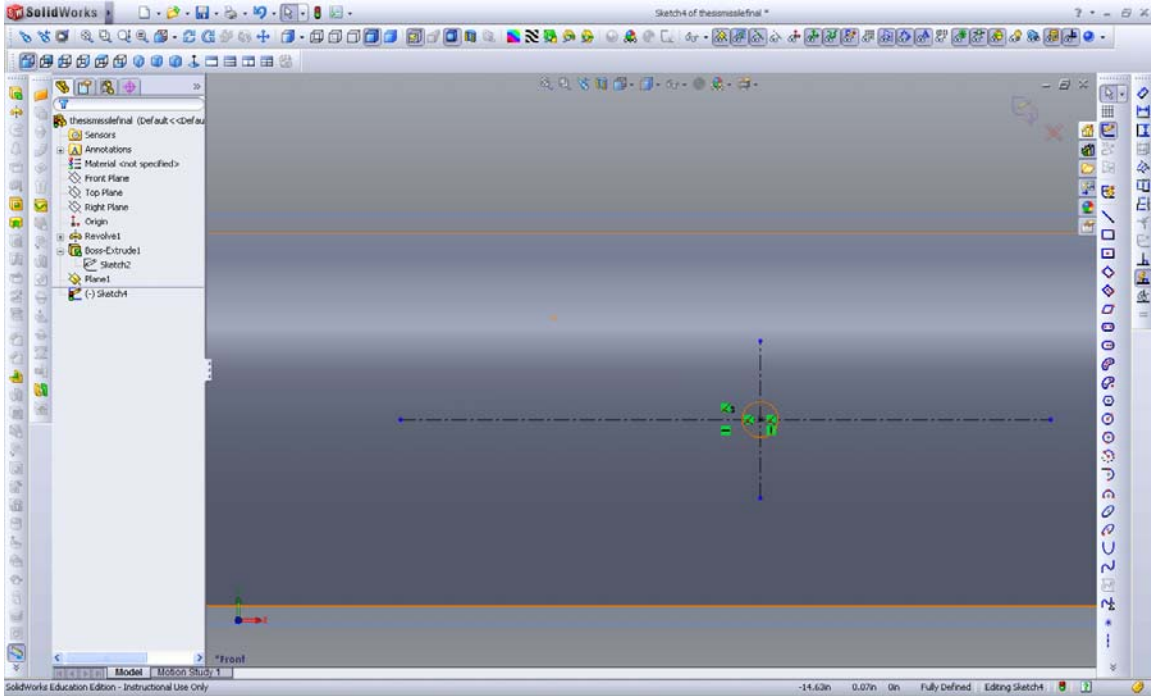 SolidWorks
Sketch4 of thesismisslefinal *
thesismisslefinal (Default<<Defau
Sensors
Annotations
Material <not specified>
Front Plane
Top Plane
Right Plane
Origin
Revolve1
Boss-Extrude1
Sketch2
Plane1
(-) Sketch4
*Front
Model Motion Study 1
SolidWorks Education Edition - Instructional Use Only
-14.63in 0.07in 0in Fully Defined Editing Sketch4